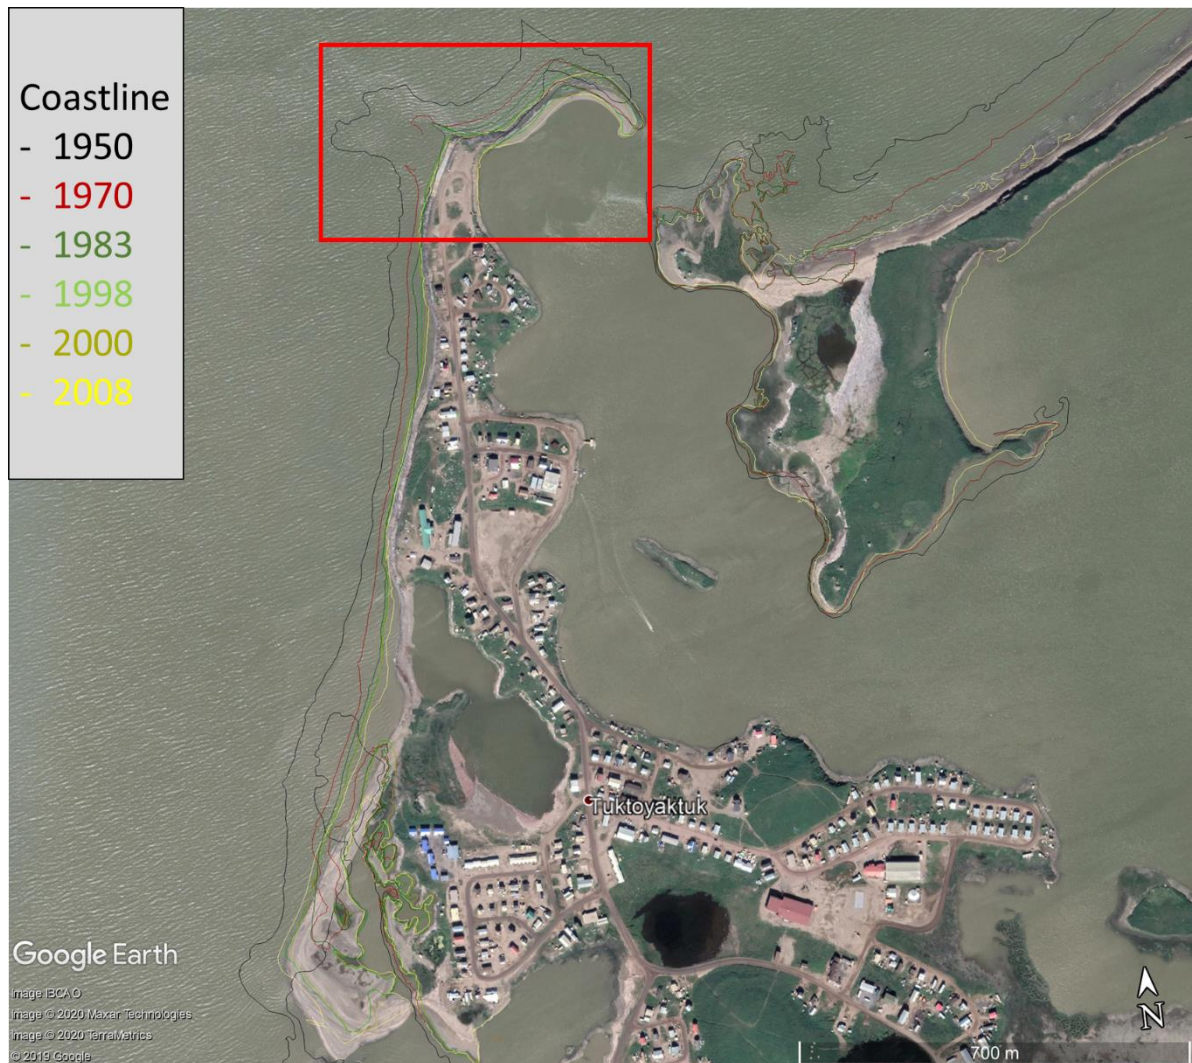 Coastline
- 1950
- 1970
- 1983
- 1998
- 2000
- 2008
Tuktoyaktuk
Google Earth
Image IBCAO
Image © 2020 Maxar Technologies
Image © 2020 TerraMetrics
© 2019 Google
N
700 m